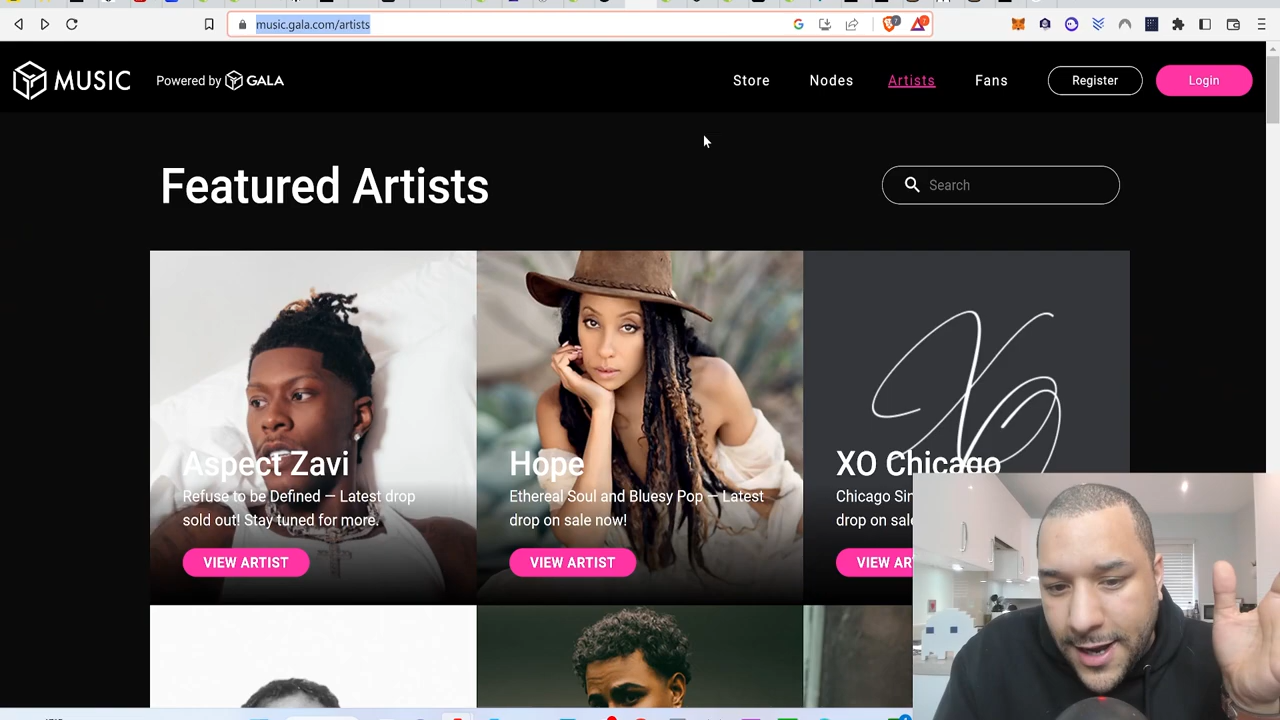 music.gala.com/artists
MUSIC
Powered by GALA
Store
Nodes
Artists
Fans
Register
Login
Featured Artists
Search
Aspect Zavi
Refuse to be Defined — Latest drop
sold out! Stay tuned for more.
VIEW ARTIST
Hope
Ethereal Soul and Bluesy Pop — Latest
drop on sale now!
VIEW ARTIST
XO Chicago
Chicago Sin
drop on sale
VIEW AR